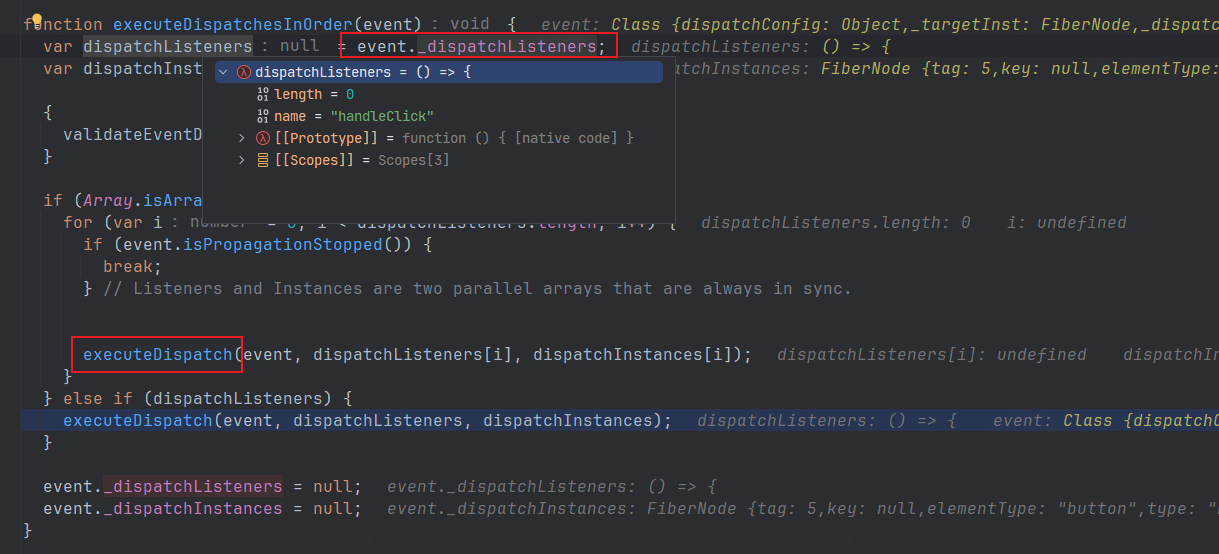 function executeDispatchesInOrder(event) : void { event: Class {dispatchConfig: Object,_targetInst: FiberNode,_dispatc
var dispatchListeners : null = event._dispatchListeners; dispatchListeners: () => {
var dispatchInst tchInstances: FiberNode {tag: 5,key: null,elementType:
dispatchListeners = () => {
length = 0
name = "handleClick"
{
validateEventD
[[Prototype]] = function () { [native code] }
}
[[Scopes]] = Scopes[3]
if (Array.isArra
for (var i : number = 0; i < dispatchListeners.length; i++) { dispatchListeners.length: 0 i: undefined
if (event.isPropagationStopped()) {
break;
} // Listeners and Instances are two parallel arrays that are always in sync.
executeDispatch(event, dispatchListeners[i], dispatchInstances[i]); dispatchListeners[i]: undefined dispatchIn
}
} else if (dispatchListeners) {
executeDispatch(event, dispatchListeners, dispatchInstances); dispatchListeners: () => { event: Class {dispatchC
}
event._dispatchListeners = null; event._dispatchListeners: () => {
event._dispatchInstances = null; event._dispatchInstances: FiberNode {tag: 5,key: null,elementType: "button",type: "b
}